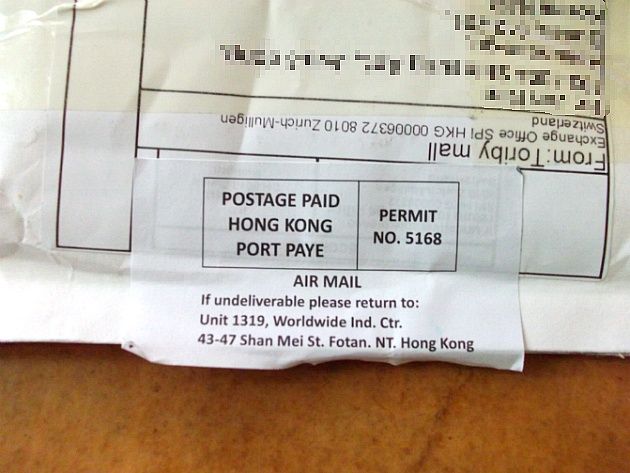 POSTAGE PAID
HONG KONG
PORT PAYE
PERMIT
NO. 5168
AIR MAIL
If undeliverable please return to:
Unit 1319, Worldwide Ind. Ctr.
43-47 Shan Mei St. Fotan. NT. Hong Kong
From:Toriby mall
Exchange Office SPI HKG 00006372 8010 Zurich-Mulligen
Switzerland